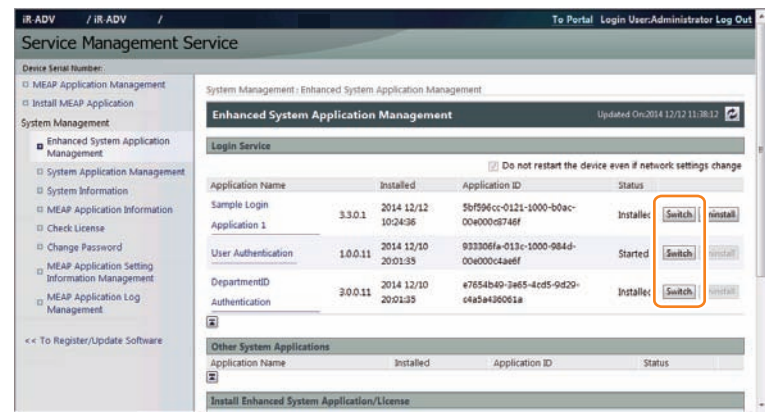 iR-ADV / iR-ADV /
To Portal Login User:Administrator Log Out
Service Management Service
Device Serial Number:
MEAP Application Management
Install MEAP Application
System Management
Enhanced System Application
Management
System Application Management
System Information
MEAP Application Information
Check License
Change Password
MEAP Application Setting
Information Management
MEAP Application Log
Management
<< To Register/Update Software
System Management : Enhanced System Application Management
Enhanced System Application Management
Updated On:2014 12/12 11:38:12
Login Service
Do not restart the device even if network settings change
Application Name Installed Application ID Status
Sample Login
Application 1
3.3.0.1
2014 12/12
10:24:36
5bf596cc-0121-1000-b0ac-
00e000c8746f
Installed Switch Uninstall
User Authentication
1.0.0.11
2014 12/10
20:01:35
933306fa-013c-1000-984d-
00e000c4ae6f
Started Switch Uninstall
DepartmentID
Authentication
3.0.0.11
2014 12/10
20:01:35
e7654b49-3e65-4cd5-9d29-
c4a5a436061a
Installed Switch Uninstall
Other System Applications
Application Name Installed Application ID Status
Install Enhanced System Application/License